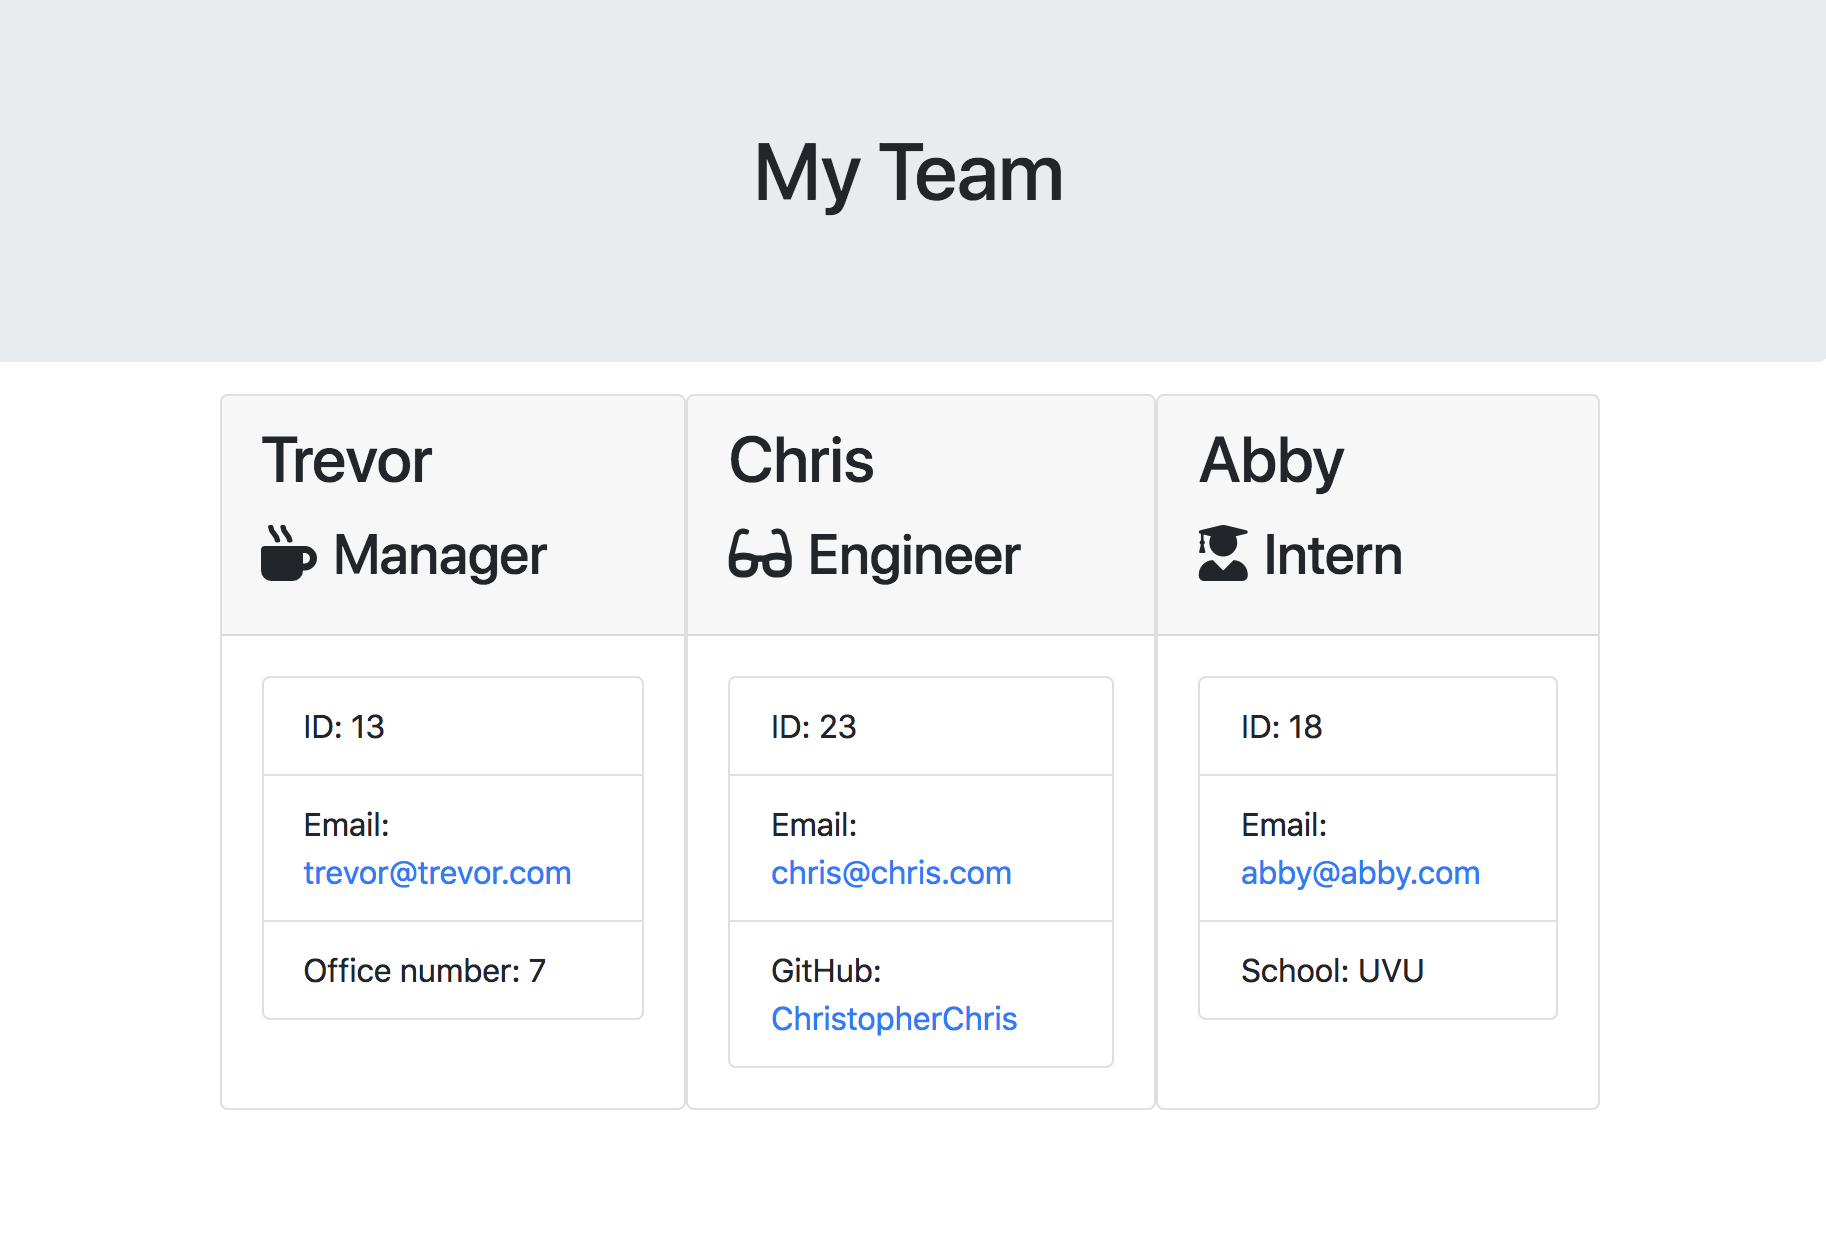 My Team
Trevor
Manager
ID: 13
Email:
trevor@trevor.com
Office number: 7
Chris
Engineer
ID: 23
Email:
chris@chris.com
GitHub:
ChristopherChris
Abby
Intern
ID: 18
Email:
abby@abby.com
School: UVU